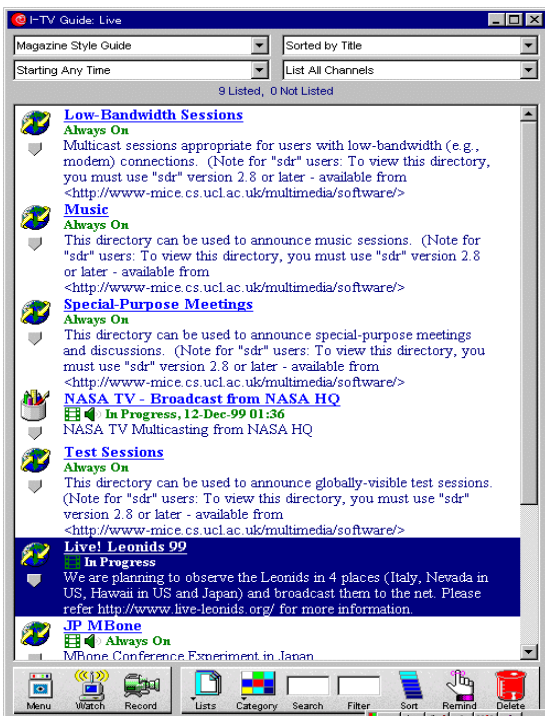 I-TV Guide: Live
Magazine Style Guide
Sorted by Title
Starting Any Time
List All Channels
9 Listed, 0 Not Listed
Low-Bandwidth Sessions
Always On
Multicast sessions appropriate for users with low-bandwidth (e.g.,
modem) connections. (Note for "sdr" users: To view this directory,
you must use "sdr" version 2.8 or later - available from
<http://www-mice.cs.ucl.ac.uk/multimedia/software/>
Music
Always On
This directory can be used to announce music sessions. (Note for
"sdr" users: To view this directory, you must use "sdr" version 2.8
or later - available from
<http://www-mice.cs.ucl.ac.uk/multimedia/software/>
Special-Purpose Meetings
Always On
This directory can be used to announce special-purpose meetings
and discussions. (Note for "sdr" users: To view this directory, you
must use "sdr" version 2.8 or later - available from
<http://www-mice.cs.ucl.ac.uk/multimedia/software/>
NASA TV - Broadcast from NASA HQ
In Progress, 12-Dec-99 01:36
NASA TV Multicasting from NASA HQ
Test Sessions
Always On
This directory can be used to announce globally-visible test sessions.
(Note for "sdr" users: To view this directory, you must use "sdr"
version 2.8 or later - available from
<http://www-mice.cs.ucl.ac.uk/multimedia/software/>
Live! Leonids 99
In Progress
We are planning to observe the Leonids in 4 places (Italy, Nevada in
US, Hawaii in US and Japan) and broadcast them to the net. Please
refer http://www.live-leonids.org/ for more information.
JP MBone
Always On
MBone Conference Experiment in Japan
Menu
Watch
Record
Lists
Category
Search
Filter
Sort
Remind
Delete